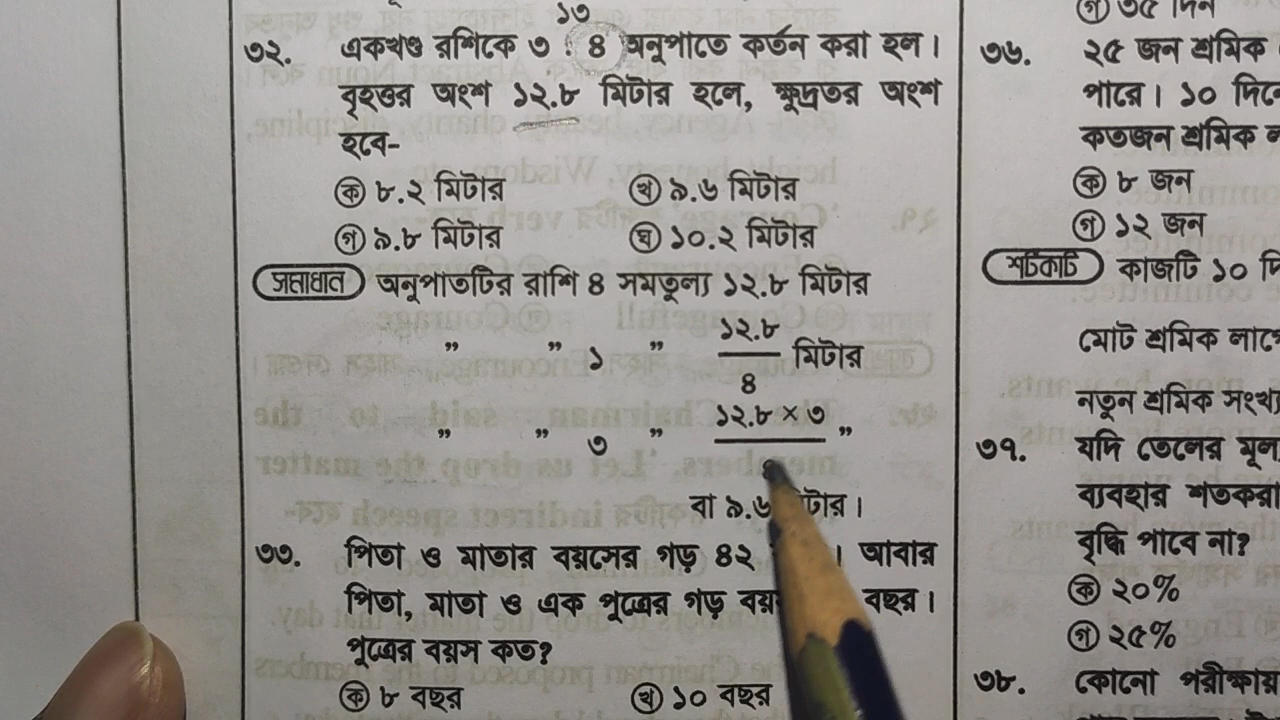 ১৩
৩২. একখণ্ড রশিকে ৩ : ৪ অনুপাতে কর্তন করা হল।
বৃহত্তর অংশ ১২.৮ মিটার হলে, ক্ষুদ্রতর অংশ
হবে-
ক ৮.২ মিটার খ ৯.৬ মিটার
গ ৯.৮ মিটার ঘ ১০.২ মিটার
সমাধান অনুপাতটির রাশি ৪ সমতুল্য ১২.৮ মিটার
” ” ১ ” ১২.৮
৪ মিটার
” ” ৩ ” ১২.৮ × ৩ ”
বা ৯.৬ মিটার।
৩৩. পিতা ও মাতার বয়সের গড় ৪২ । আবার
পিতা, মাতা ও এক পুত্রের গড় বছর।
পুত্রের বয়স কত?
ক ৮ বছর খ ১০ বছর
গ ৩৫ দিন
৩৬. ২৫ জন শ্রমিক
পারে। ১০ দিনে
কতজন শ্রমিক
ক ৮ জন
গ ১২ জন
শর্টকাট কাজটি ১০
মোট শ্রমিক
নতুন শ্রমিক
৩৭. যদি তেলের
ব্যবহার শতকরা
বৃদ্ধি পাবে না?
ক ২০%
গ ২৫%
৩৮. কোনো পরীক্ষায়